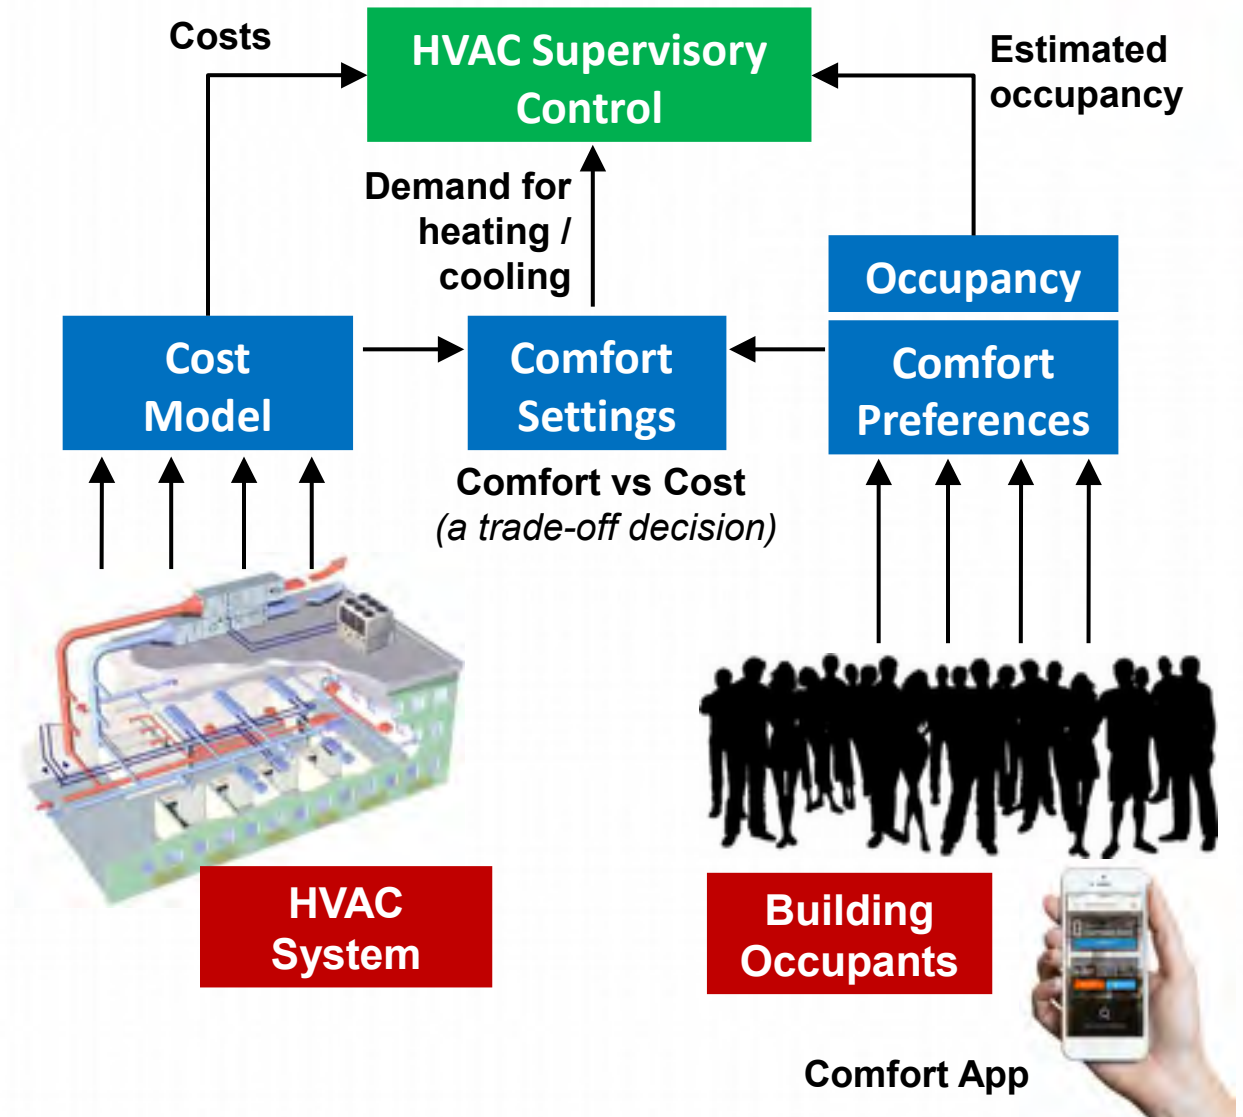 Costs
HVAC Supervisory
Control
Estimated
occupancy
Demand for
heating /
cooling
Occupancy
Cost
Model
Comfort
Settings
Comfort
Preferences
Comfort vs Cost
(a trade-off decision)
HVAC
System
Building
Occupants
Comfort App